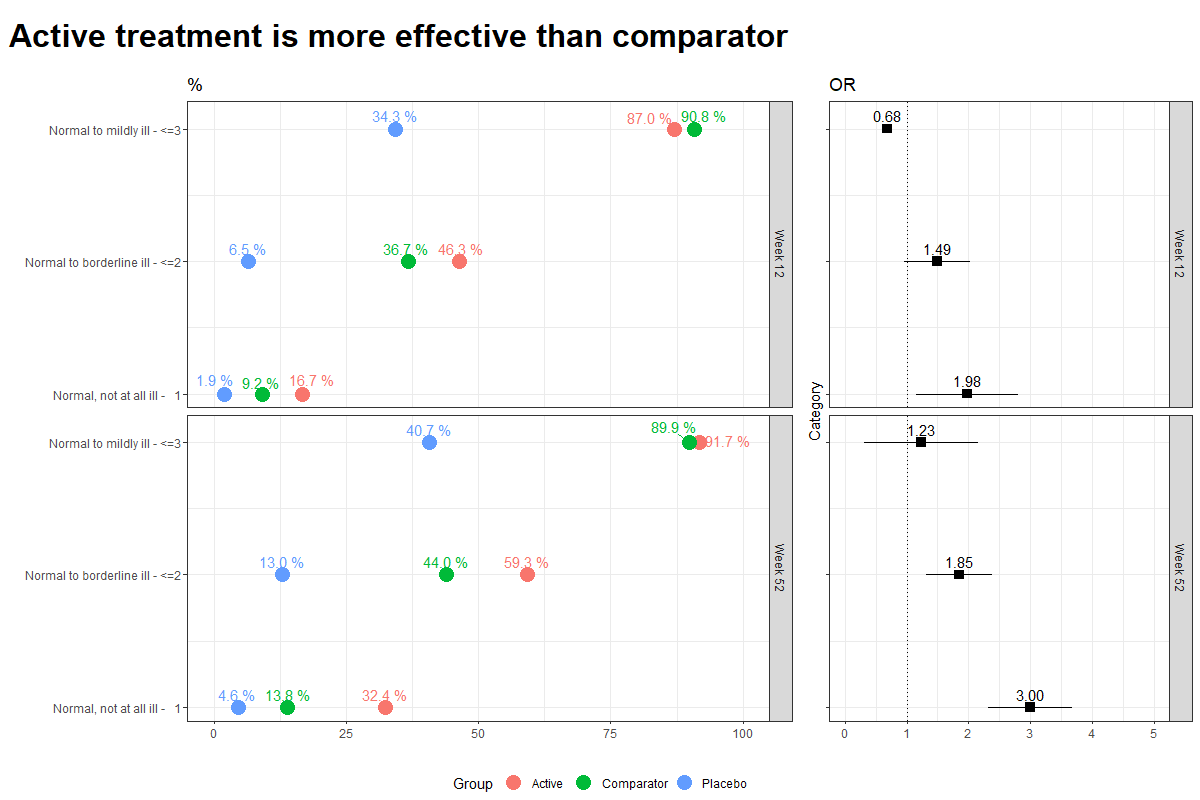 Active treatment is more effective than comparator
%
OR
Normal to mildly ill - <=3
34.3 %
87.0 %
90.8 %
0.68
Normal to borderline ill - <=2
6.5 %
36.7 %
46.3 %
Week 12
1.49
Week 12
Normal, not at all ill -   1
1.9 %
9.2 %
16.7 %
1.98
Category
Normal to mildly ill - <=3
40.7 %
89.9 %
91.7 %
1.23
Normal to borderline ill - <=2
13.0 %
44.0 %
59.3 %
Week 52
1.85
Week 52
Normal, not at all ill -   1
4.6 %
13.8 %
32.4 %
3.00
0 25 50 75 100
0 1 2 3 4 5
Group Active Comparator Placebo